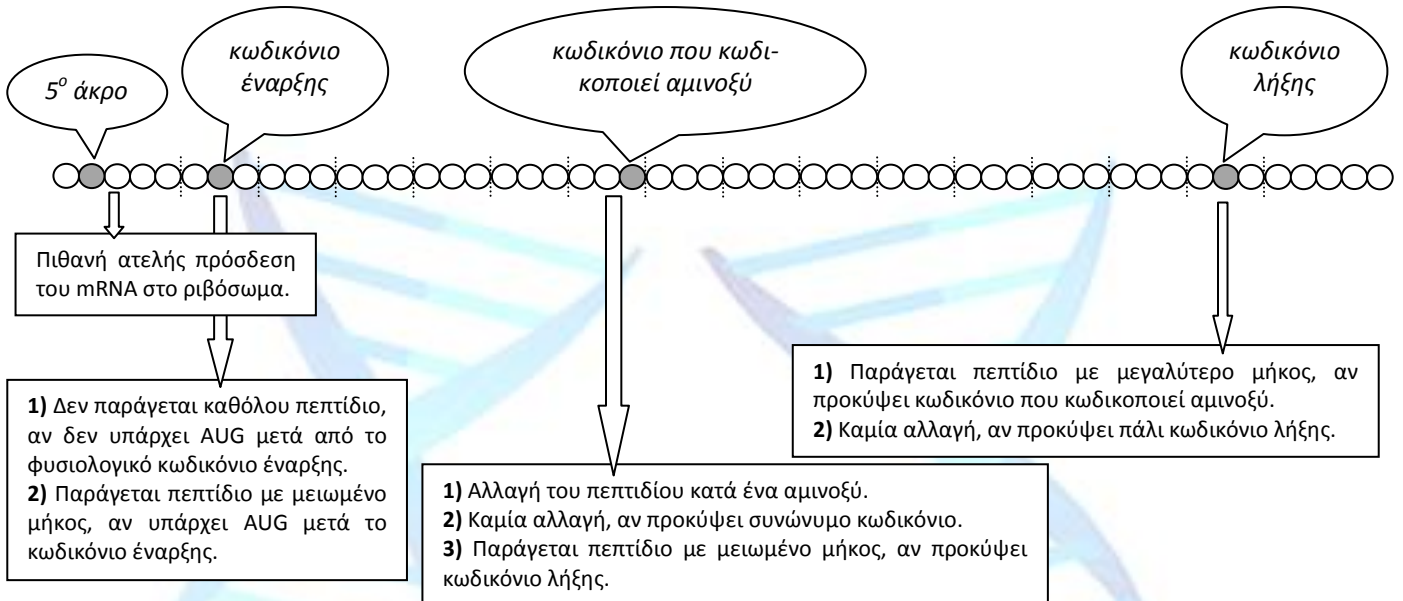 5ο άκρο
κωδικόνιο
έναρξης
κωδικόνιο που κωδι-
κοποιεί αμινοξύ
κωδικόνιο
λήξης
Πιθανή ατελής πρόσδεση
του mRNA στο ριβόσωμα.
1) Δεν παράγεται καθόλου πεπτίδιο,
αν δεν υπάρχει AUG μετά από το
φυσιολογικό κωδικόνιο έναρξης.
2) Παράγεται πεπτίδιο με μειωμένο
μήκος, αν υπάρχει AUG μετά το
κωδικόνιο έναρξης.
1) Αλλαγή του πεπτιδίου κατά ένα αμινοξύ.
2) Καμία αλλαγή, αν προκύψει συνώνυμο κωδικόνιο.
3) Παράγεται πεπτίδιο με μειωμένο μήκος, αν προκύψει
κωδικόνιο λήξης.
1) Παράγεται πεπτίδιο με μεγαλύτερο μήκος, αν
προκύψει κωδικόνιο που κωδικοποιεί αμινοξύ.
2) Καμία αλλαγή, αν προκύψει πάλι κωδικόνιο λήξης.